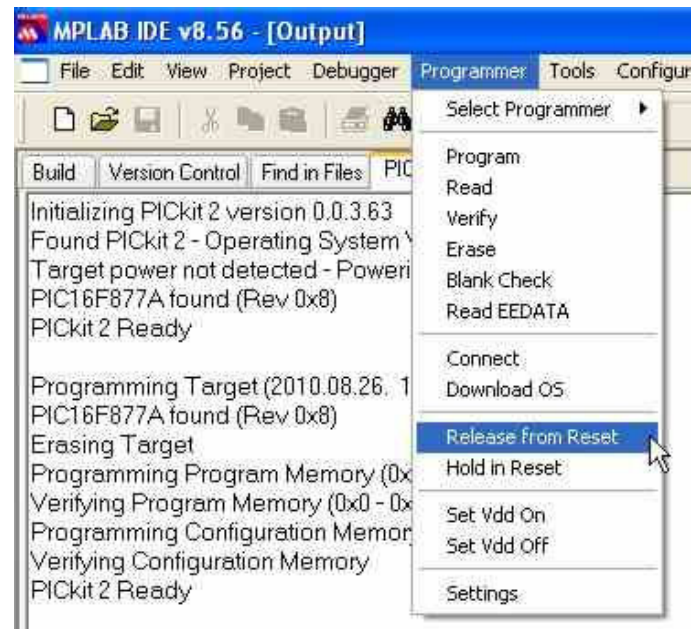 MPLAB IDE v8.56 - [Output]
File Edit View Project Debugger Programmer Tools Configur
Select Programmer
Build Version Control Find in Files PIC
Program
Read
Verify
Erase
Blank Check
Read EEDATA
Connect
Download OS
Release from Reset
Hold in Reset
Set Vdd On
Set Vdd Off
Settings
Initializing PICkit 2 version 0.0.3.63
Found PICkit 2 - Operating System
Target power not detected - Poweri
PIC16F877A found (Rev 0x8)
PICkit 2 Ready
Programming Target (2010.08.26. 1
PIC16F877A found (Rev 0x8)
Erasing Target
Programming Program Memory (0x
Verifying Program Memory (0x0 - 0x
Programming Configuration Memor
Verifying Configuration Memory
PICkit 2 Ready